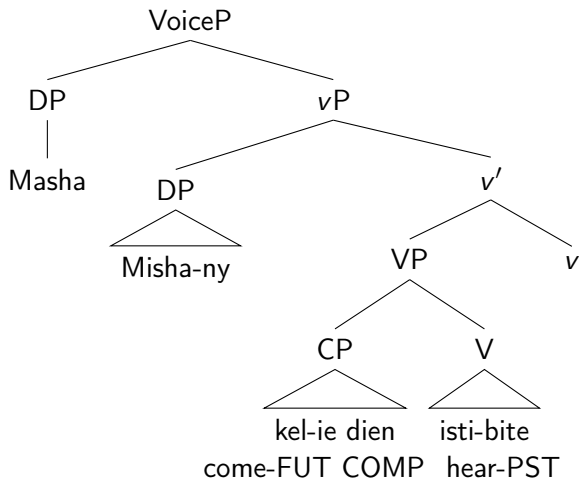 VoiceP
DP vP
Masha DP v′
Misha-ny VP v
CP V
kel-ie dien isti-bite
come-FUT COMP hear-PST